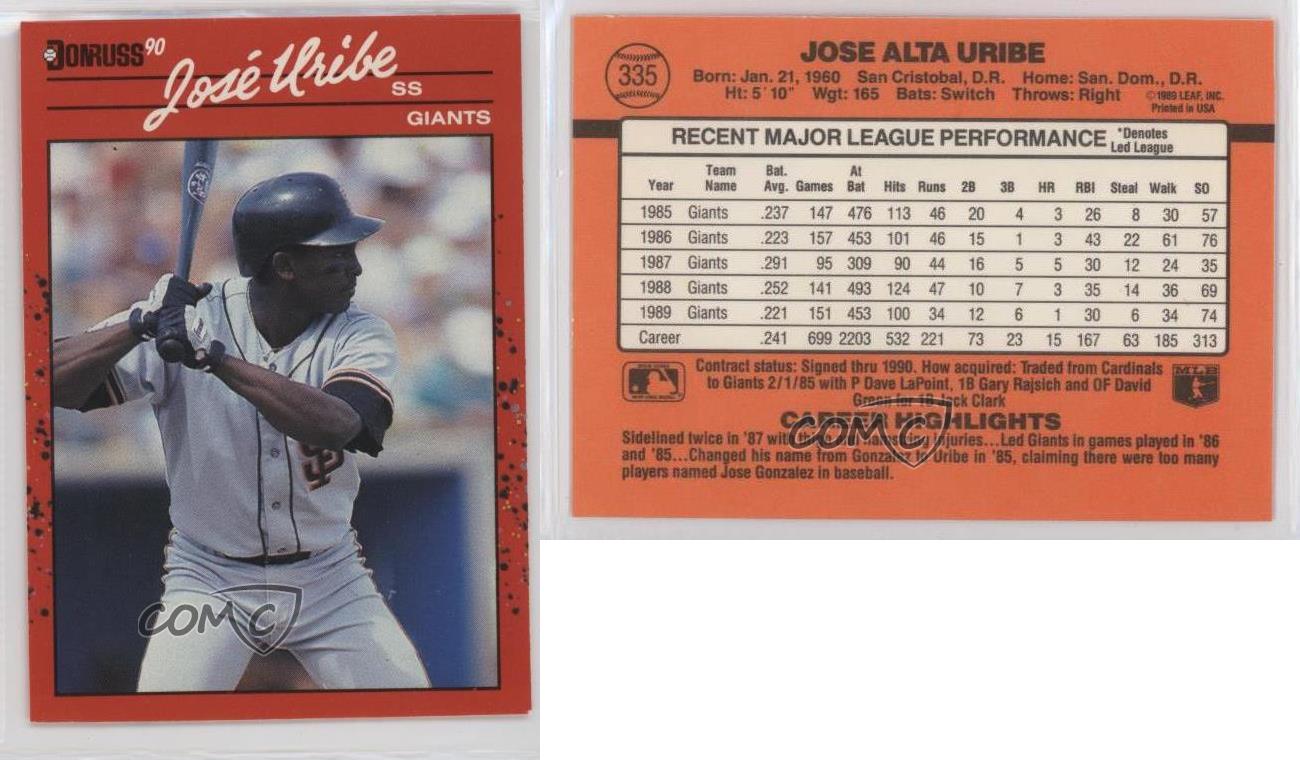 DONRUSS 90
José Uribe
SS
GIANTS
COMC
335
JOSE ALTA URIBE
Born: Jan. 21, 1960 San Cristobal, D.R. Home: San. Dom., D.R.
Ht: 5' 10" Wgt: 165 Bats: Switch Throws: Right ©1989 LEAF, INC.
Printed in USA
RECENT MAJOR LEAGUE PERFORMANCE *Denotes Led League
Year Team Name Bat. Avg. Games At Bat Hits Runs 2B 3B HR RBI Steal Walk SO
1985 Giants .237 147 476 113 46 20 4 3 26 8 30 57
1986 Giants .223 157 453 101 46 15 1 3 43 22 61 76
1987 Giants .291 95 309 90 44 16 5 5 30 12 24 35
1988 Giants .252 141 493 124 47 10 7 3 35 14 36 69
1989 Giants .221 151 453 100 34 12 6 1 30 6 34 74
Career .241 699 2203 532 221 73 23 15 167 63 185 313
Contract status: Signed thru 1990. How acquired: Traded from Cardinals
to Giants 2/1/85 with P Dave LaPoint, 1B Gary Rajsich and OF David
Green for 1B Jack Clark
MLB
CAREER HIGHLIGHTS
COMC
Sidelined twice in '87 with injuries...Led Giants in games played in '86
and '85...Changed his name from Gonzalez to Uribe in '85, claiming there were too many
players named Jose Gonzalez in baseball.